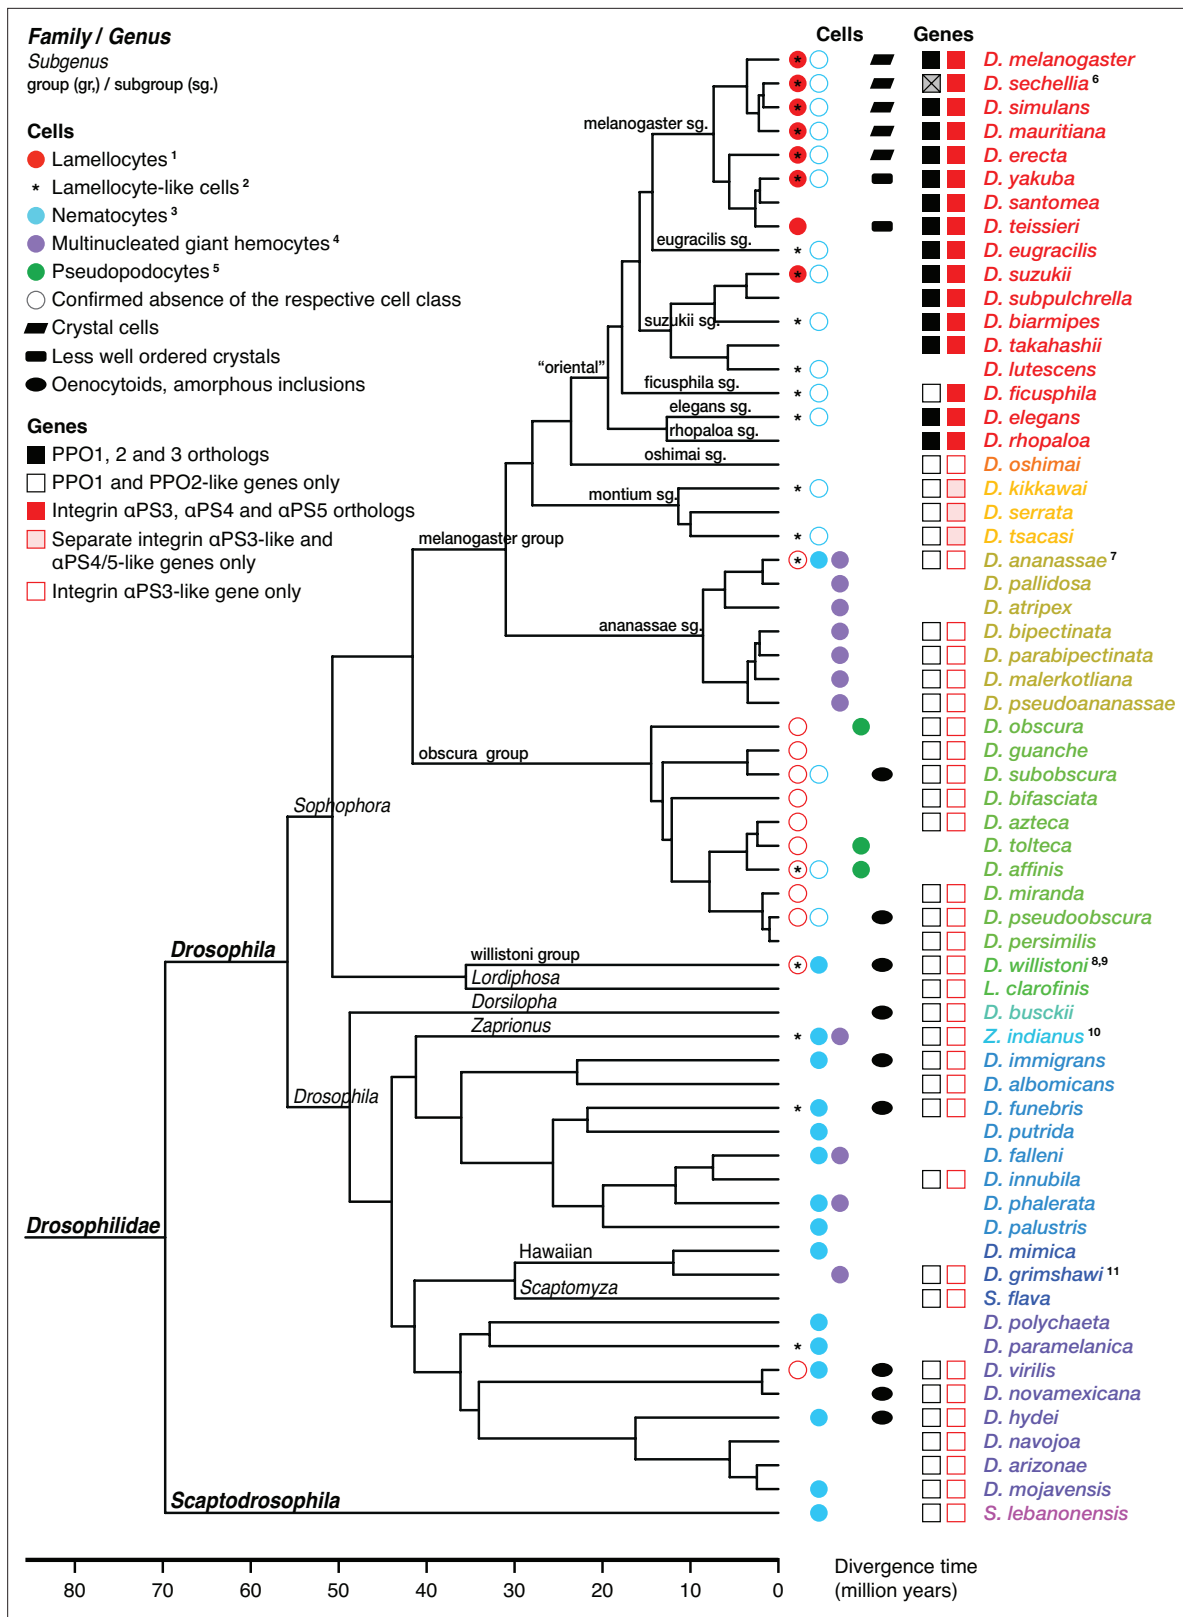 Family / Genus
Subgenus
group (gr,) / subgroup (sg.)
Cells
Lamellocytes 1
* Lamellocyte-like cells 2
Nematocytes 3
Multinucleated giant hemocytes 4
Pseudopodocytes 5
Confirmed absence of the respective cell class
Crystal cells
Less well ordered crystals
Oenocytoids, amorphous inclusions
Genes
PPO1, 2 and 3 orthologs
PPO1 and PPO2-like genes only
Integrin αPS3, αPS4 and αPS5 orthologs
Separate integrin αPS3-like and
αPS4/5-like genes only
Integrin αPS3-like gene only
Cells Genes
D. melanogaster
D. sechellia 6
D. simulans
melanogaster sg.
D. mauritiana
D. erecta
D. yakuba
D. santomea
D. teissieri
eugracilis sg.
D. eugracilis
D. suzukii
D. subpulchrella
suzukii sg.
D. biarmipes
D. takahashii
"oriental"
D. lutescens
ficusphila sg.
D. ficusphila
elegans sg.
D. elegans
rhopaloa sg.
D. rhopaloa
oshimai sg.
D. oshimai
montium sg.
D. kikkawai
D. serrata
D. tsacasi
melanogaster group
D. ananassae 7
D. pallidosa
D. atripex
ananassae sg.
D. bipectinata
D. parabipectinata
D. malerkotliana
D. pseudoananassae
D. obscura
obscura group
D. guanche
D. subobscura
D. bifasciata
Sophophora
D. azteca
D. tolteca
D. affinis
D. miranda
D. pseudoobscura
D. persimilis
Drosophila
willistoni group
D. willistoni 8,9
Lordiphosa
L. clarofinis
Dorsilopha
D. busckii
Zaprionus
Z. indianus 10
D. immigrans
D. albomicans
Drosophila
D. funebris
D. putrida
D. falleni
D. innubila
D. phalerata
D. palustris
Drosophilidae
Hawaiian
D. mimica
D. grimshawi 11
Scaptomyza
S. flava
D. polychaeta
D. paramelanica
D. virilis
D. novamexicana
D. hydei
D. navojoa
D. arizonae
D. mojavensis
Scaptodrosophila
S. lebanonensis
80 70 60 50 40 30 20 10 0
Divergence time
(million years)